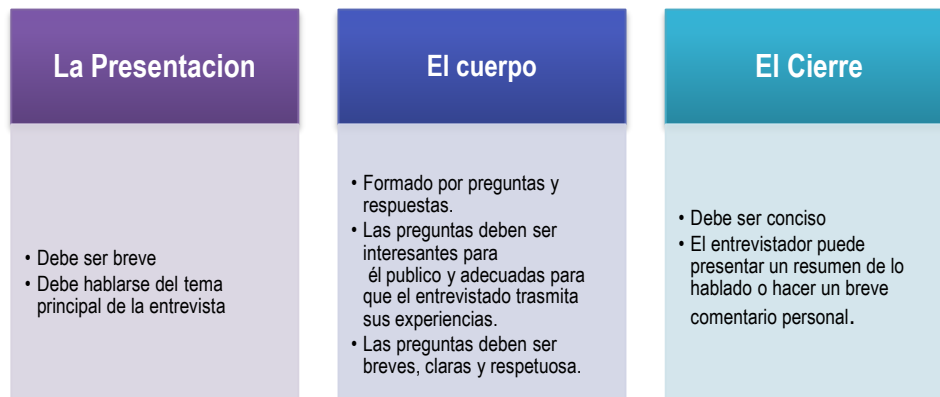 La Presentacion
• Debe ser breve
• Debe hablarse del tema
principal de la entrevista
El cuerpo
• Formado por preguntas y
respuestas.
• Las preguntas deben ser
interesantes para
él publico y adecuadas para
que el entrevistado trasmita
sus experiencias.
• Las preguntas deben ser
breves, claras y respetuosa.
El Cierre
• Debe ser conciso
• El entrevistador puede
presentar un resumen de lo
hablado o hacer un breve
comentario personal.